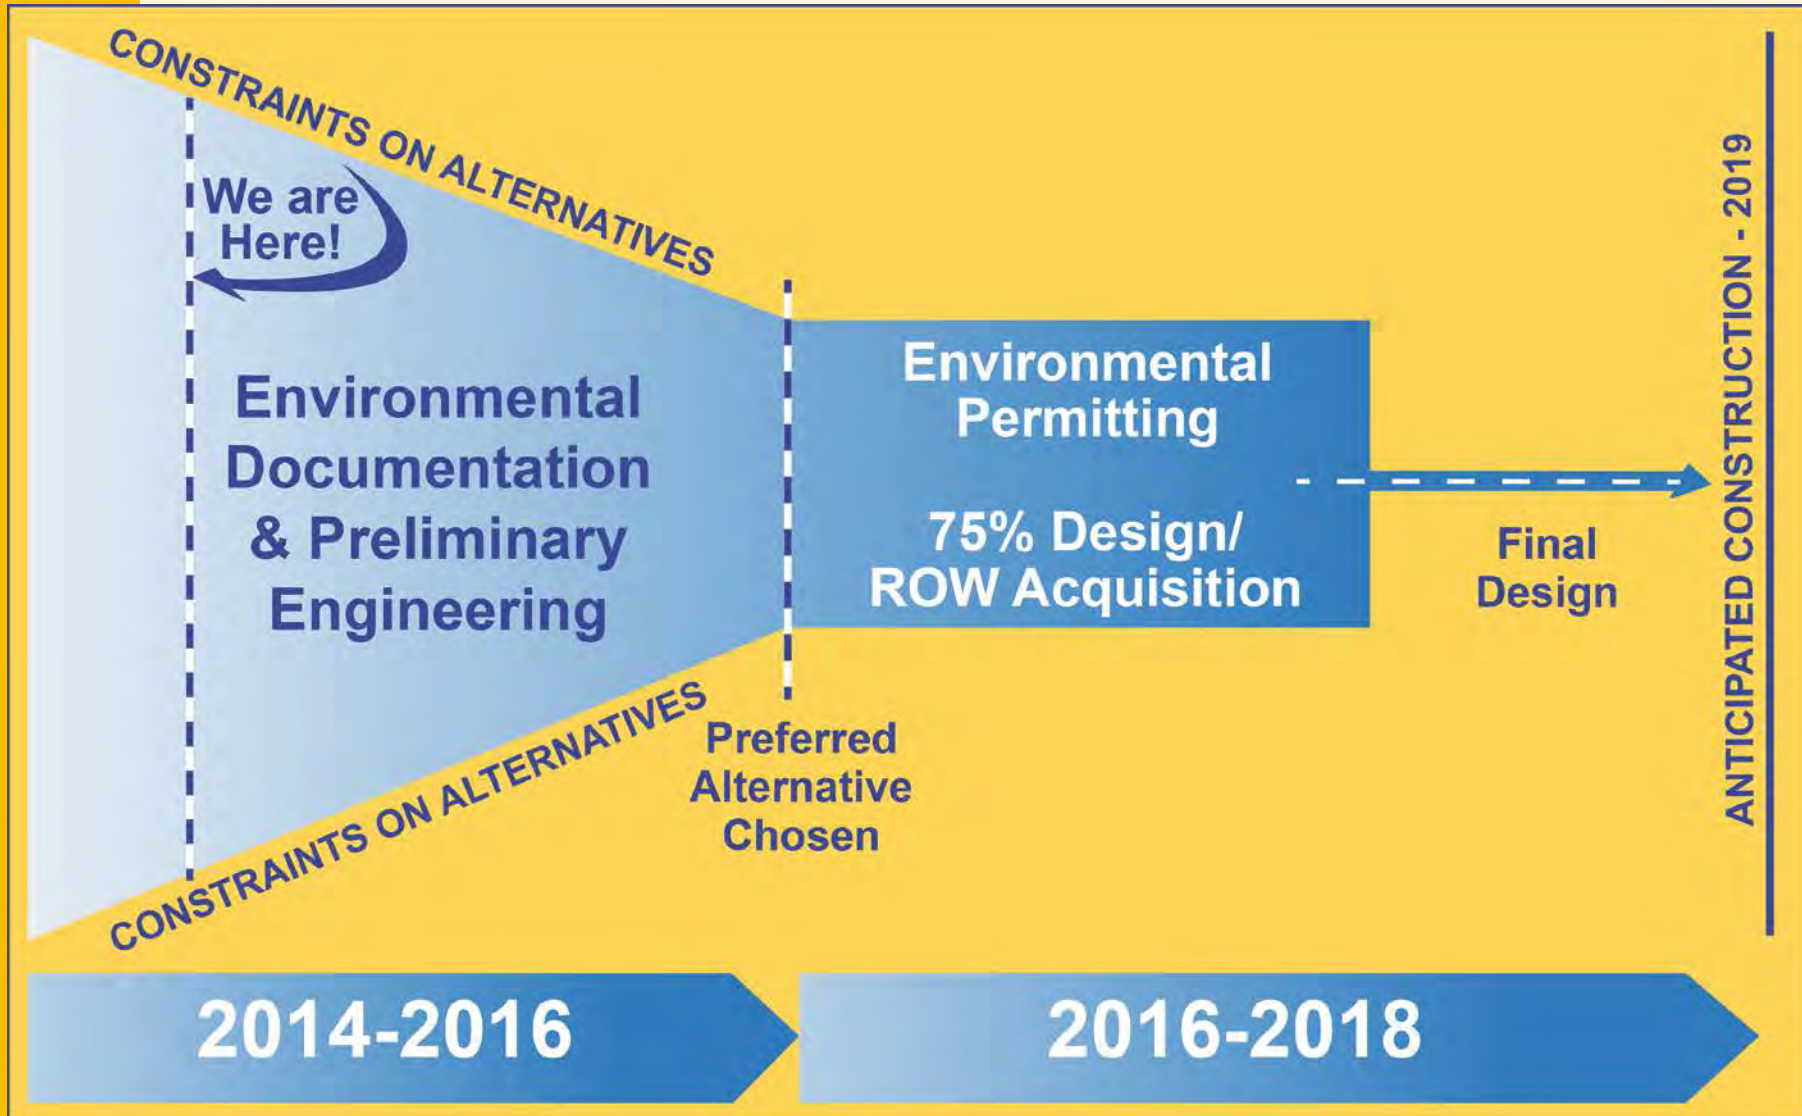 CONSTRAINTS ON ALTERNATIVES
We are
Here!
Environmental
Documentation
& Preliminary
Engineering
CONSTRAINTS ON ALTERNATIVES
Preferred
Alternative
Chosen
Environmental
Permitting
75% Design/
ROW Acquisition
Final
Design
ANTICIPATED CONSTRUCTION - 2019
2014-2016
2016-2018